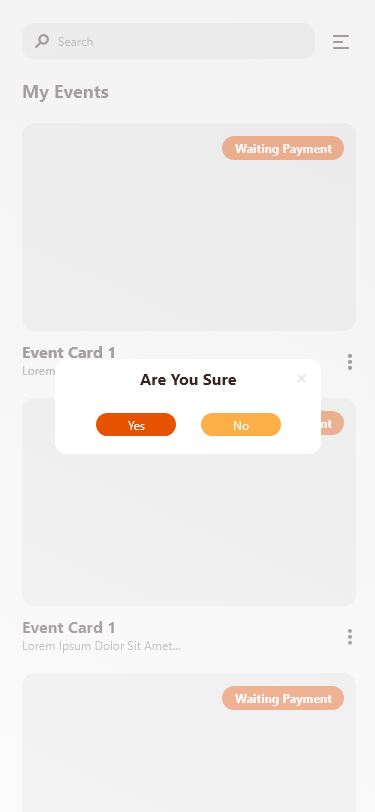 Search
My Events
Waiting Payment
Event Card 1
Lorem
Are You Sure
×
Yes
No
Event Card 1
Lorem Ipsum Dolor Sit Amet...
Waiting Payment